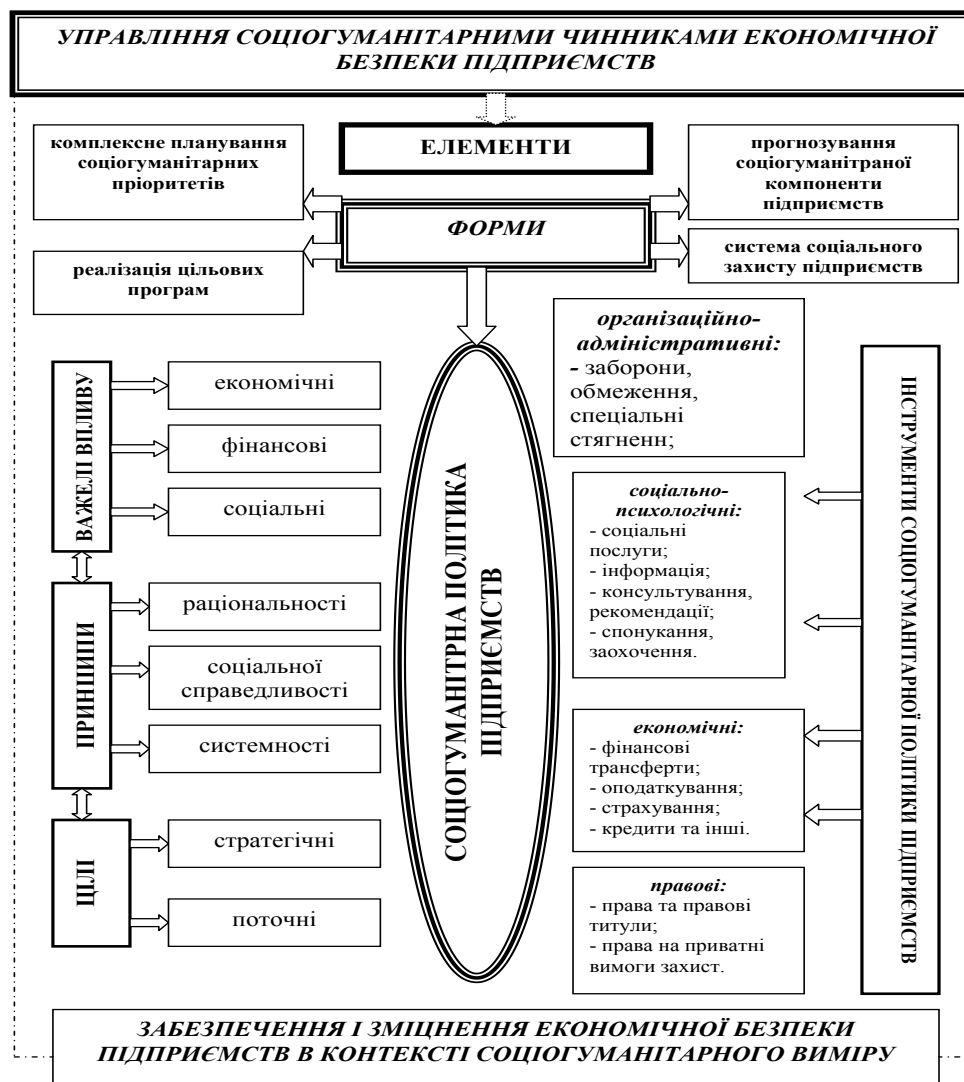 УПРАВЛІННЯ СОЦІОГУМАНІТАРНИМИ ЧИННИКАМИ ЕКОНОМІЧНОЇ
БЕЗПЕКИ ПІДПРИЄМСТВ
ЕЛЕМЕНТИ
комплексне планування
соціогуманітарних
пріоритетів
прогнозування
соціогуманітраної
компоненти
підприємств
ФОРМИ
реалізація цільових
програм
система соціального
захисту підприємств
ВАЖЕЛІ ВПЛИВУ
економічні
фінансові
соціальні
ПРИНЦИПИ
раціональності
соціальної
справедливості
системності
ЦІЛІ
стратегічні
поточні
СОЦІОГУМАНІТРНА ПОЛІТИКА
ПІДПРИЄМСТВ
організаційно-
адміністративні:
- заборони,
обмеження,
спеціальні
стягненн;
соціально-
психологічні:
- соціальні
послуги;
- інформація;
- консультування,
рекомендації;
- спонукання,
заохочення.
економічні:
- фінансові
трансферти;
- оподаткування;
- страхування;
- кредити та інші.
правові:
- права та правові
титули;
- права на приватні
вимоги захист.
ІНСТРУМЕНТИ СОЦІОГУМАНІТАРНОЇ ПОЛІТИКИ ПІДПРИЄМСТВ
ЗАБЕЗПЕЧЕННЯ І ЗМІЦНЕННЯ ЕКОНОМІЧНОЇ БЕЗПЕКИ
ПІДПРИЄМСТВ В КОНТЕКСТІ СОЦІОГУМАНІТАРНОГО ВИМІРУ